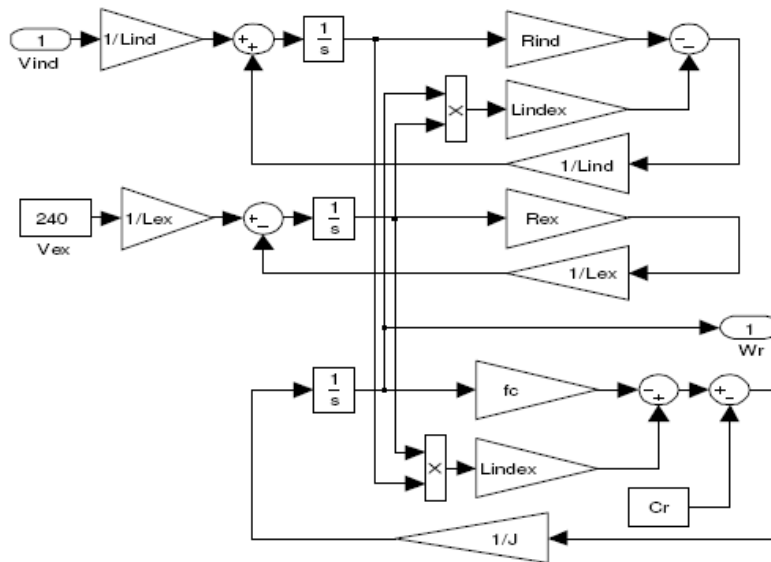 1
Vind
1/Lind
+
+
1
s
Rind
-
-
×
Lindex
1/Lind
240
Vex
1/Lex
+
-
1
s
Rex
1/Lex
1
Wr
1
s
fc
-
+
+
-
×
Lindex
Cr
1/J